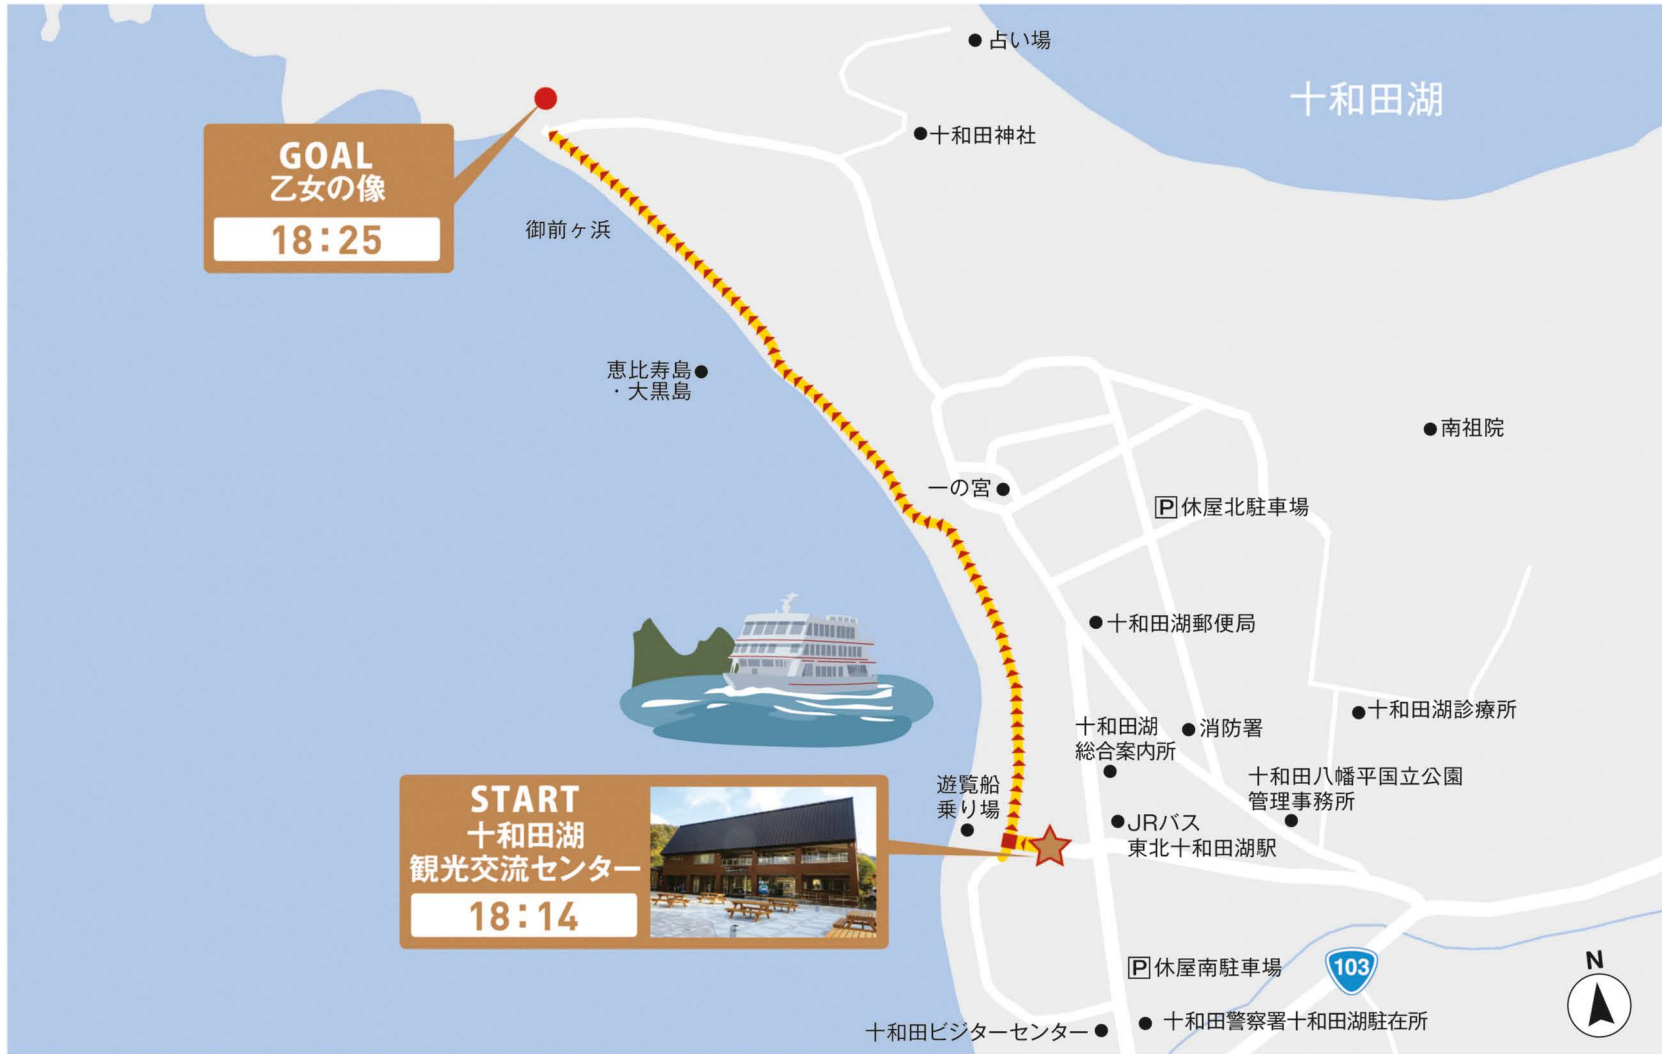 占い場
十和田湖
十和田神社
GOAL
乙女の像
18:25
御前ヶ浜
恵比寿島
・大黒島
南祖院
一の宮
P休屋北駐車場
十和田湖郵便局
十和田湖診療所
十和田湖
総合案内所
消防署
十和田八幡平国立公園
管理事務所
遊覧船
乗り場
JRバス
東北十和田湖駅
START
十和田湖
観光交流センター
18:14
P休屋南駐車場
103
N
十和田ビジターセンター
十和田警察署十和田湖駐在所